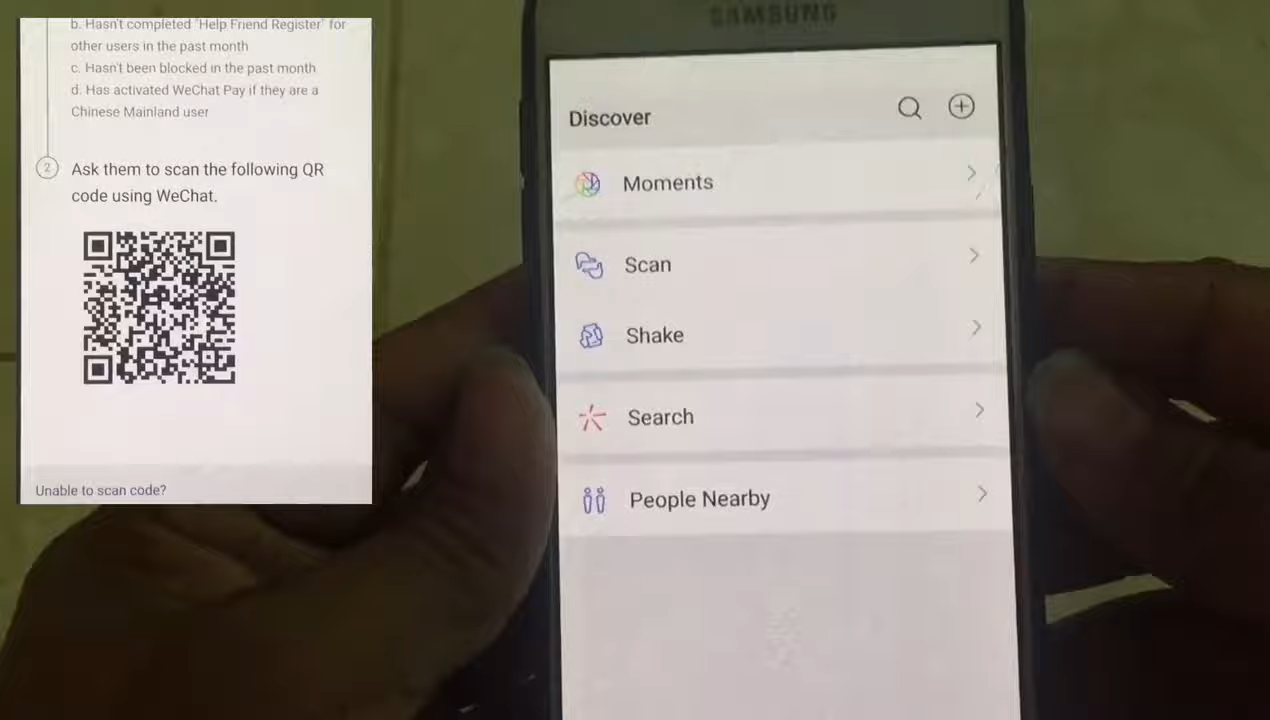 b. Hasn't completed "Help Friend Register" for
other users in the past month
c. Hasn't been blocked in the past month
d. Has activated WeChat Pay if they are a
Chinese Mainland user
2 Ask them to scan the following QR
code using WeChat.
Unable to scan code?
SAMSUNG
Discover
Moments
Scan
Shake
Search
People Nearby